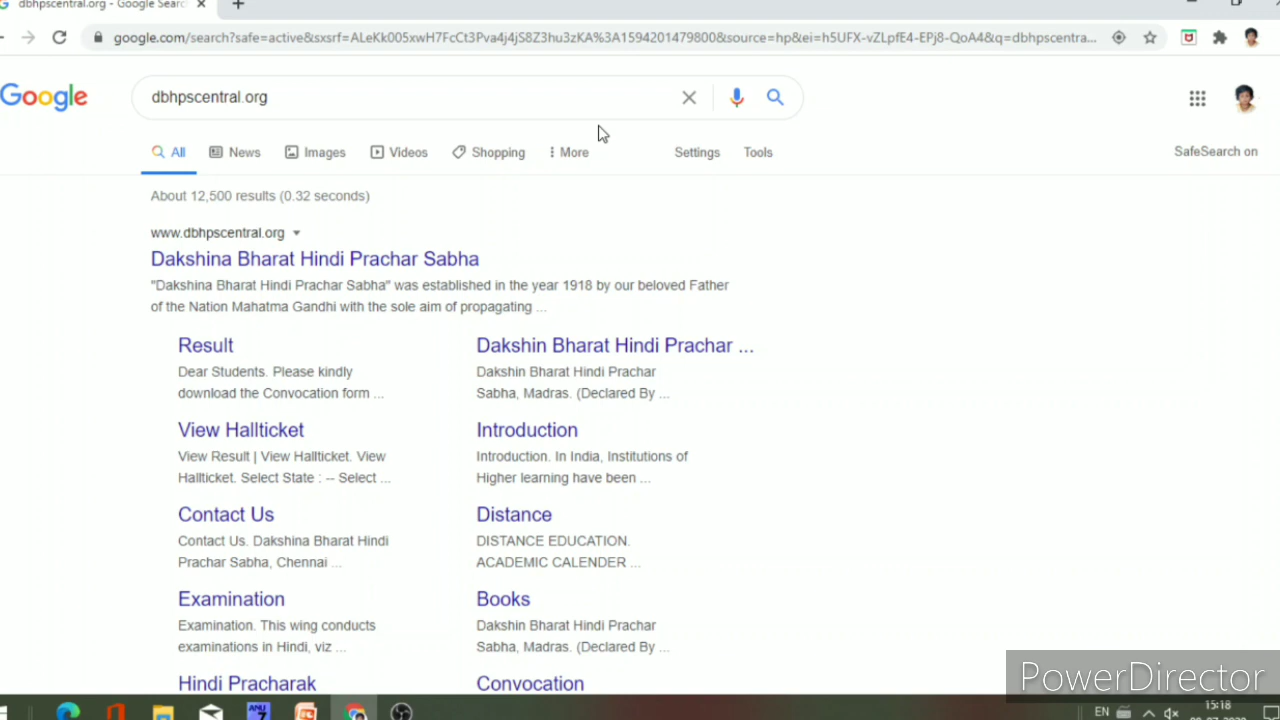 dbhpscentral.org - Google Search
google.com/search?safe=active&sxsrf=ALeKk005xwH7FcCt3Pva4j4jS8Z3hu3zKA%3A1594201479800&source=hp&ei=h5UFX-vZLpfE4-EPj8-QoA4&q=dbhpscentra...
Google
dbhpscentral.org
All News Images Videos Shopping More Settings Tools
SafeSearch on
About 12,500 results (0.32 seconds)
www.dbhpscentral.org
Dakshina Bharat Hindi Prachar Sabha
"Dakshina Bharat Hindi Prachar Sabha" was established in the year 1918 by our beloved Father
of the Nation Mahatma Gandhi with the sole aim of propagating ...
Result
Dear Students. Please kindly
download the Convocation form ...
Dakshin Bharat Hindi Prachar ...
Dakshin Bharat Hindi Prachar
Sabha, Madras. (Declared By ...
View Hallticket
View Result | View Hallticket. View
Hallticket. Select State : -- Select ...
Introduction
Introduction. In India, Institutions of
Higher learning have been ...
Contact Us
Contact Us. Dakshina Bharat Hindi
Prachar Sabha, Chennai ...
Distance
DISTANCE EDUCATION.
ACADEMIC CALENDER ...
Examination
Examination. This wing conducts
examinations in Hindi, viz ...
Books
Dakshin Bharat Hindi Prachar
Sabha, Madras. (Declared By ...
Hindi Pracharak
Convocation
PowerDirector
ANU
7
EN
15:18